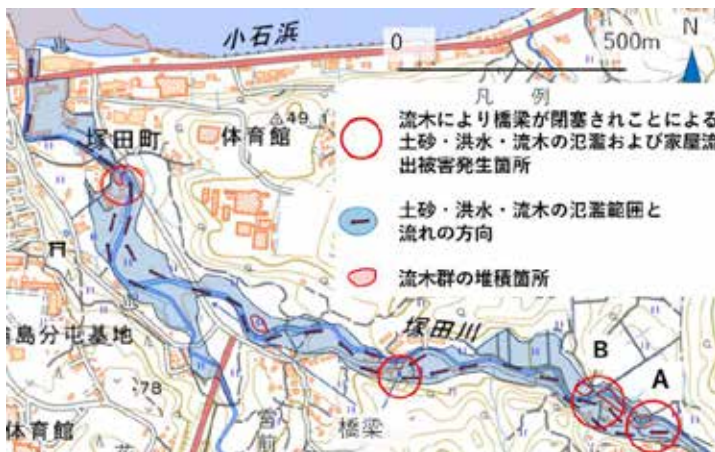 小石浜
0 500m
N
凡 例
流木により橋梁が閉塞されことによる
土砂・洪水・流木の氾濫および家屋流
出被害発生箇所
土砂・洪水・流木の氾濫範囲と
流れの方向
流木群の堆積箇所
49
体育館
塚田町
塚田川
島分屯基地
B
A
78
体育館
宮前
橋梁